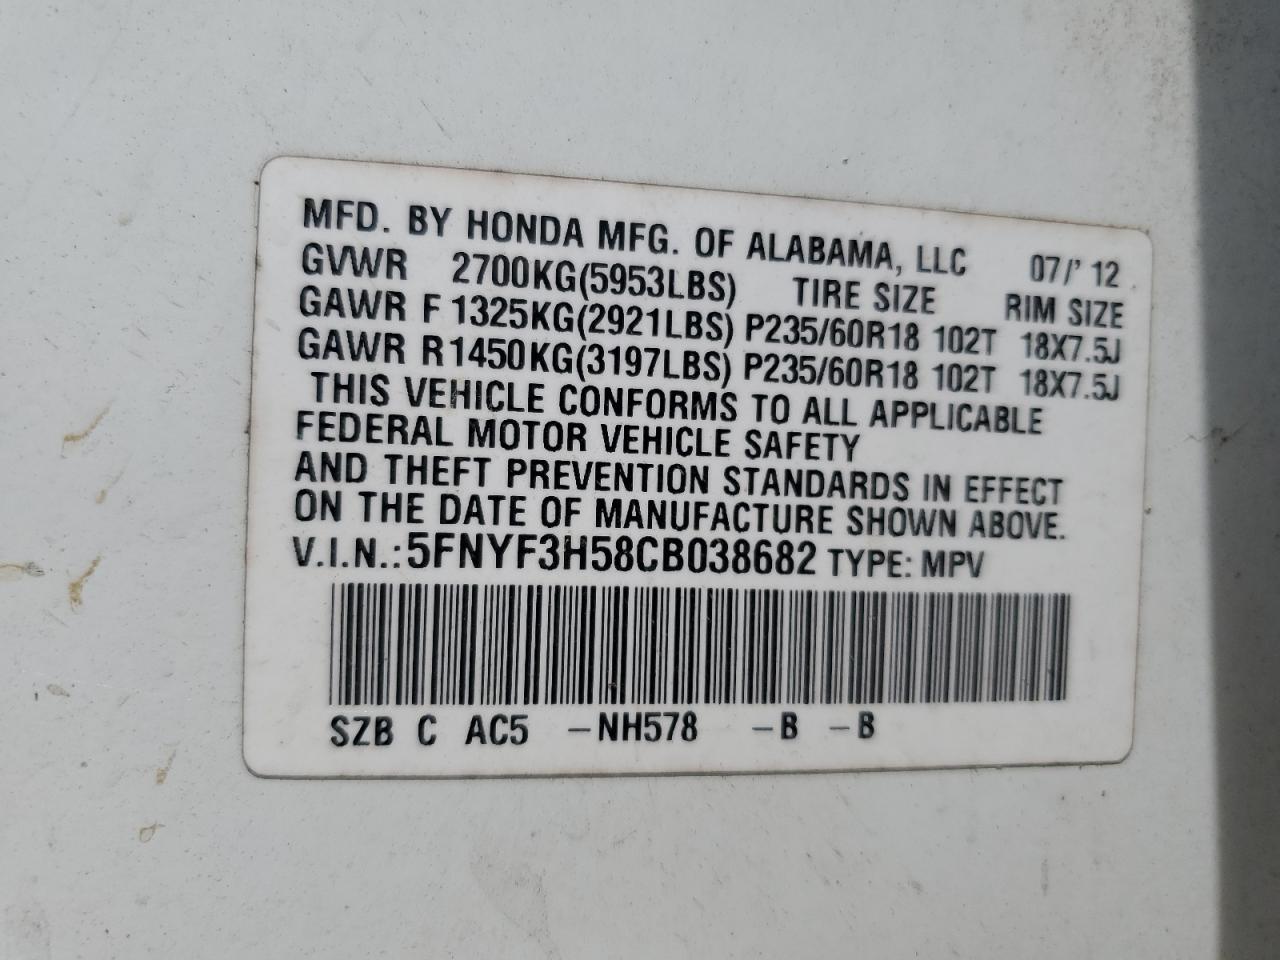 MFD. BY HONDA MFG. OF ALABAMA, LLC 07/' 12
GVWR 2700KG(5953LBS) TIRE SIZE RIM SIZE
GAWR F 1325KG(2921LBS) P235/60R18 102T 18X7.5J
GAWR R 1450KG(3197LBS) P235/60R18 102T 18X7.5J
THIS VEHICLE CONFORMS TO ALL APPLICABLE
FEDERAL MOTOR VEHICLE SAFETY
AND THEFT PREVENTION STANDARDS IN EFFECT
ON THE DATE OF MANUFACTURE SHOWN ABOVE.
V.I.N.: 5FNYF3H58CB038682 TYPE: MPV
SZB C AC5 -NH578 -B -B